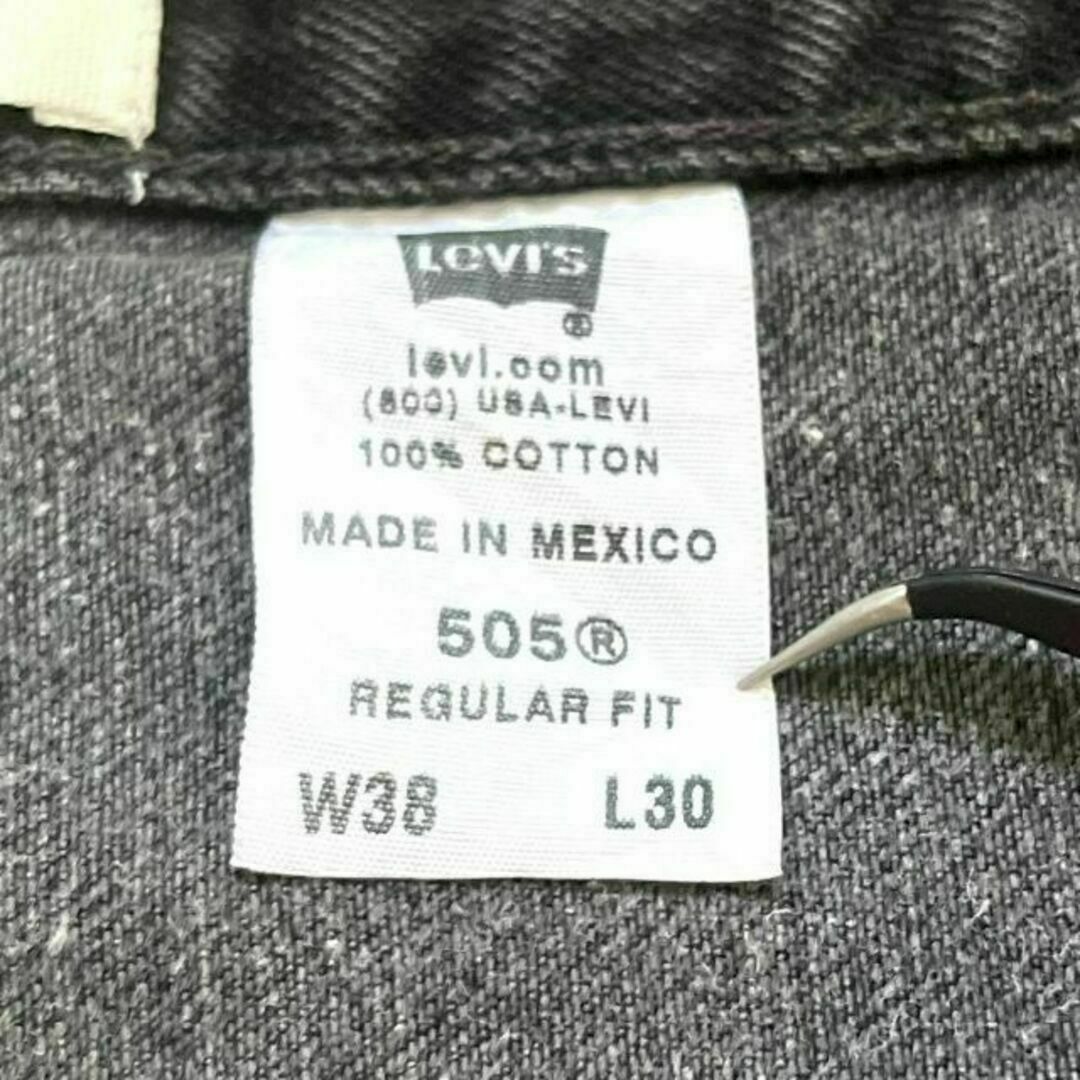 LEVI'S
®
levi.com
(800) USA-LEVI
100% COTTON
MADE IN MEXICO
505®
REGULAR FIT
W38 L30